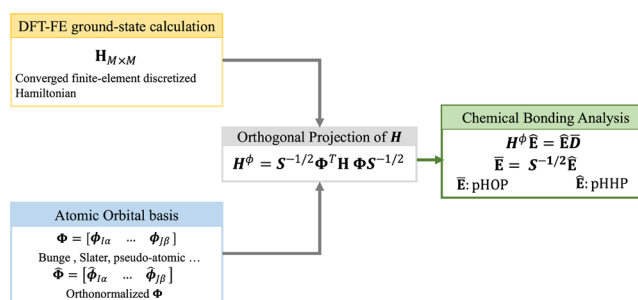 DFT-FE ground-state calculation
H_{M×M}
Converged finite-element discretized
Hamiltonian
Orthogonal Projection of H
H^ϕ = S^{−1/2}Φ^T H ΦS^{−1/2}
Chemical Bonding Analysis
H^ϕ Ê = Ê D̅
E̅ = S^{−1/2}Ê
E̅: pHOP Ê: pHHP
Atomic Orbital basis
Φ = [ϕ_{Iα} … ϕ_{Jβ}]
Bunge , Slater, pseudo-atomic …
Φ̂ = [ϕ̂_{Iα} … ϕ̂_{Jβ}]
Orthonormalized Φ